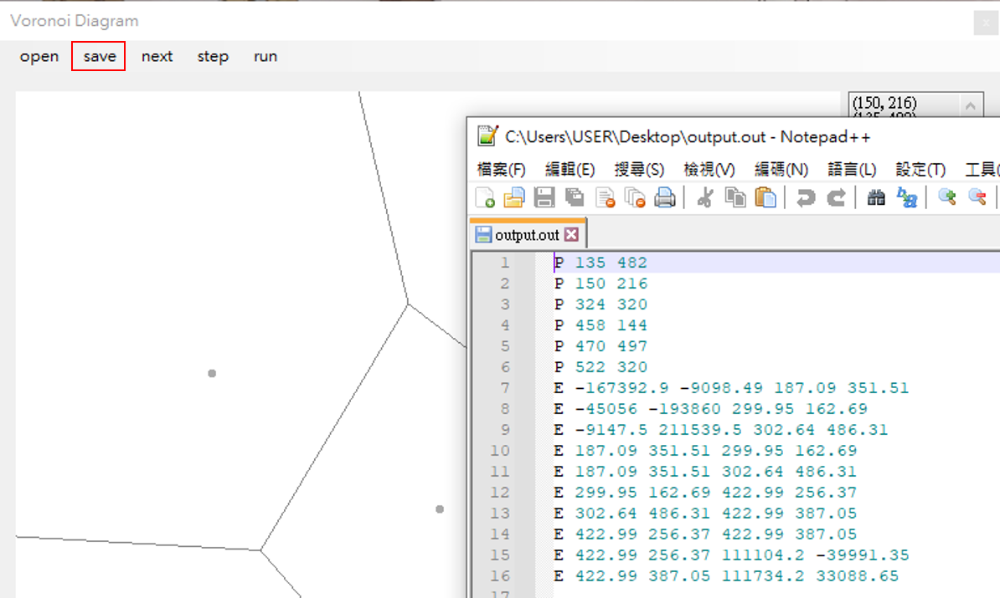 Voronoi Diagram
open save next step run
(150, 216)
C:\Users\USER\Desktop\output.out - Notepad++
檔案(F) 編輯(E) 搜尋(S) 檢視(V) 編碼(N) 語言(L) 設定(T) 工具(
output.out
1 P 135 482
2 P 150 216
3 P 324 320
4 P 458 144
5 P 470 497
6 P 522 320
7 E -167392.9 -9098.49 187.09 351.51
8 E -45056 -193860 299.95 162.69
9 E -9147.5 211539.5 302.64 486.31
10 E 187.09 351.51 299.95 162.69
11 E 187.09 351.51 302.64 486.31
12 E 299.95 162.69 422.99 256.37
13 E 302.64 486.31 422.99 387.05
14 E 422.99 256.37 422.99 387.05
15 E 422.99 256.37 111104.2 -39991.35
16 E 422.99 387.05 111734.2 33088.65
17